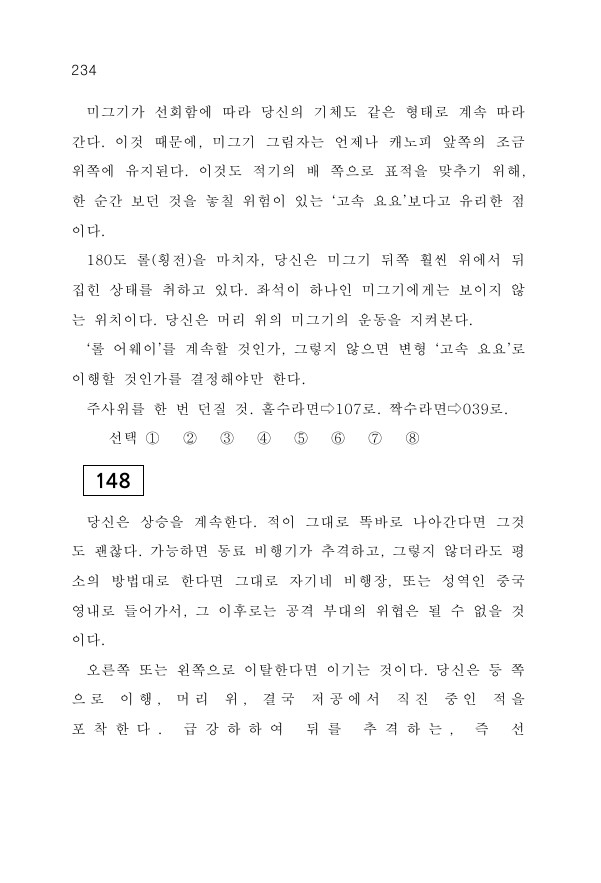 234
미그기가 선회함에 따라 당신의 기체도 같은 형태로 계속 따라
간다. 이것 때문에, 미그기 그림자는 언제나 캐노피 앞쪽의 조금
위쪽에 유지된다. 이것도 적기의 배 쪽으로 표적을 맞추기 위해,
한 순간 보던 것을 놓칠 위험이 있는 ‘고속 요요’보다고 유리한 점
이다.
180도 롤(횡전)을 마치자, 당신은 미그기 뒤쪽 훨씬 위에서 뒤
집힌 상태를 취하고 있다. 좌석이 하나인 미그기에게는 보이지 않
는 위치이다. 당신은 머리 위의 미그기의 운동을 지켜본다.
‘롤 어웨이’를 계속할 것인가, 그렇지 않으면 변형 ‘고속 요요’로
이행할 것인가를 결정해야만 한다.
주사위를 한 번 던질 것. 홀수라면⇨107로. 짝수라면⇨039로.
선택 ① ② ③ ④ ⑤ ⑥ ⑦ ⑧
148
당신은 상승을 계속한다. 적이 그대로 똑바로 나아간다면 그것
도 괜찮다. 가능하면 동료 비행기가 추격하고, 그렇지 않더라도 평
소의 방법대로 한다면 그대로 자기네 비행장, 또는 성역인 중국
영내로 들어가서, 그 이후로는 공격 부대의 위협은 될 수 없을 것
이다.
오른쪽 또는 왼쪽으로 이탈한다면 이기는 것이다. 당신은 등 쪽
으로 이행, 머리 위, 결국 저공에서 직진 중인 적을
포착한다. 급강하하여 뒤를 추격하는, 즉 선